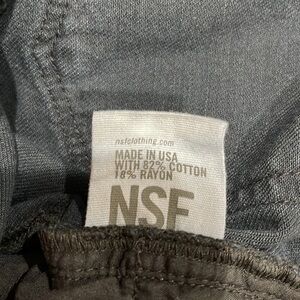 nsfclothing.com
MADE IN USA
WITH 82% COTTON
18% RAYON
NSF